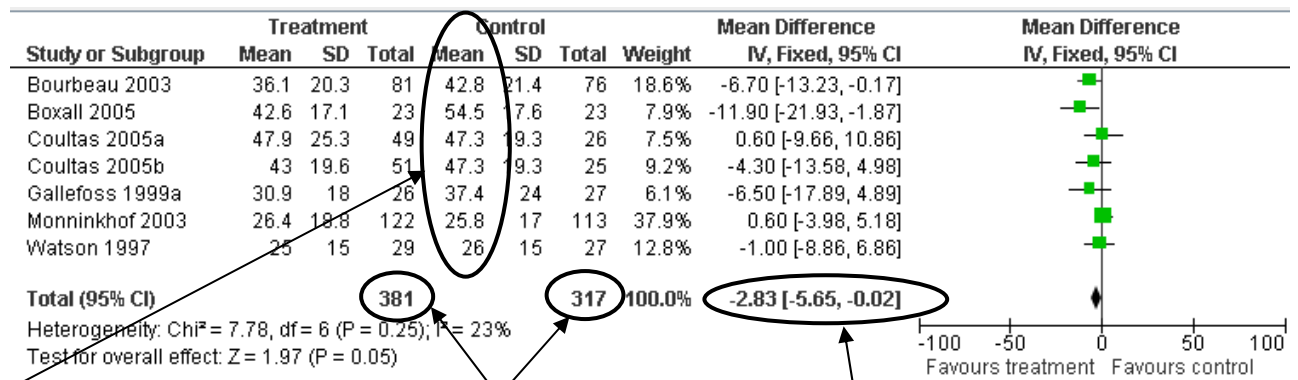 Treatment Control Mean Difference Mean Difference
Study or Subgroup Mean SD Total Mean SD Total Weight IV, Fixed, 95% CI IV, Fixed, 95% CI
Bourbeau 2003 36.1 20.3 81 42.8 21.4 76 18.6% -6.70 [-13.23, -0.17]
Boxall 2005 42.6 17.1 23 54.5 17.6 23 7.9% -11.90 [-21.93, -1.87]
Coultas 2005a 47.9 25.3 49 47.3 19.3 26 7.5% 0.60 [-9.66, 10.86]
Coultas 2005b 43 19.6 51 47.3 19.3 25 9.2% -4.30 [-13.58, 4.98]
Gallefoss 1999a 30.9 18 26 37.4 24 27 6.1% -6.50 [-17.89, 4.89]
Monninkhof 2003 26.4 18.8 122 25.8 17 113 37.9% 0.60 [-3.98, 5.18]
Watson 1997 25 15 29 26 15 27 12.8% -1.00 [-8.86, 6.86]
Total (95% CI) 381 317 100.0% -2.83 [-5.65, -0.02]
Heterogeneity: Chi² = 7.78, df = 6 (P = 0.25); I² = 23%
Test for overall effect: Z = 1.97 (P = 0.05)
-100 -50 0 50 100
Favours treatment Favours control